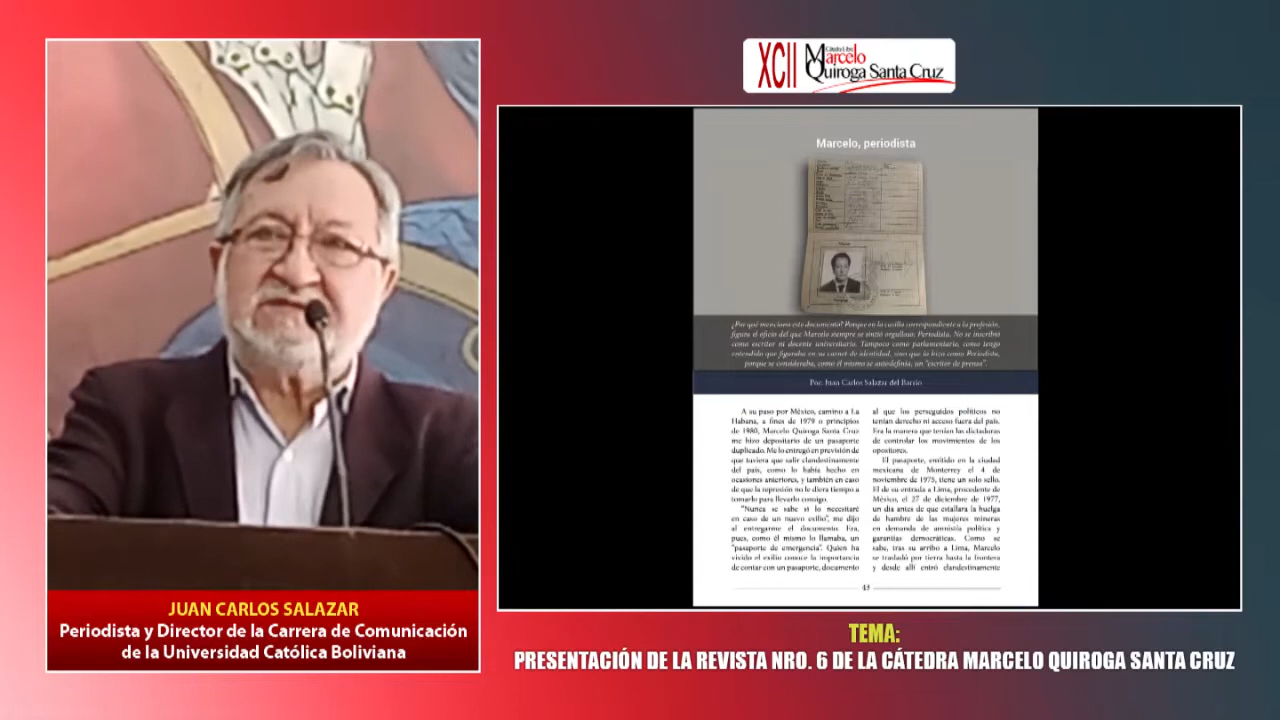 JUAN CARLOS SALAZAR
Periodista y Director de la Carrera de Comunicación
de la Universidad Católica Boliviana
XCII Cátedra Libre
Marcelo
Quiroga Santa Cruz
Marcelo, periodista
¿Por qué menciono este documento? Porque en la casilla correspondiente a la profesión,
figura el oficio del que Marcelo siempre se sintió orgulloso: Periodista. No se inscribió
como escritor ni docente universitario. Tampoco como parlamentario, como tengo
entendido que figuraba en su carnet de identidad, sino que lo hizo como Periodista,
porque se consideraba, como él mismo se autodefinía, un "escritor de prensa".
Por: Juan Carlos Salazar del Barrio
A su paso por México, camino a La
Habana, a fines de 1979 o principios
de 1980, Marcelo Quiroga Santa Cruz
me hizo depositario de un pasaporte
duplicado. Me lo entregó en previsión de
que tuviera que salir clandestinamente
del país, como lo había hecho en
ocasiones anteriores, y también en caso
de que la represión no le diera tiempo a
tomarlo para llevarlo consigo.
"Nunca se sabe si lo necesitaré
en caso de un nuevo exilio", me dijo
al entregarme el documento. Era,
pues, como él mismo lo llamaba, un
"pasaporte de emergencia". Quien ha
vivido el exilio conoce la importancia
de contar con un pasaporte, documento
al que los perseguidos políticos no
tenían derecho ni acceso fuera del país.
Era la manera que tenían las dictaduras
de controlar los movimientos de los
opositores.
El pasaporte, emitido en la ciudad
mexicana de Monterrey el 4 de
noviembre de 1975, tiene un solo sello.
El de su entrada a Lima, procedente de
México, el 27 de diciembre de 1977,
un día antes de que estallara la huelga
de hambre de las mujeres mineras
en demanda de amnistía política y
garantías democráticas. Como se
sabe, tras su arribo a Lima, Marcelo
se trasladó por tierra hasta la frontera
y desde allí entró clandestinamente
43
TEMA:
PRESENTACIÓN DE LA REVISTA NRO. 6 DE LA CÁTEDRA MARCELO QUIROGA SANTA CRUZ